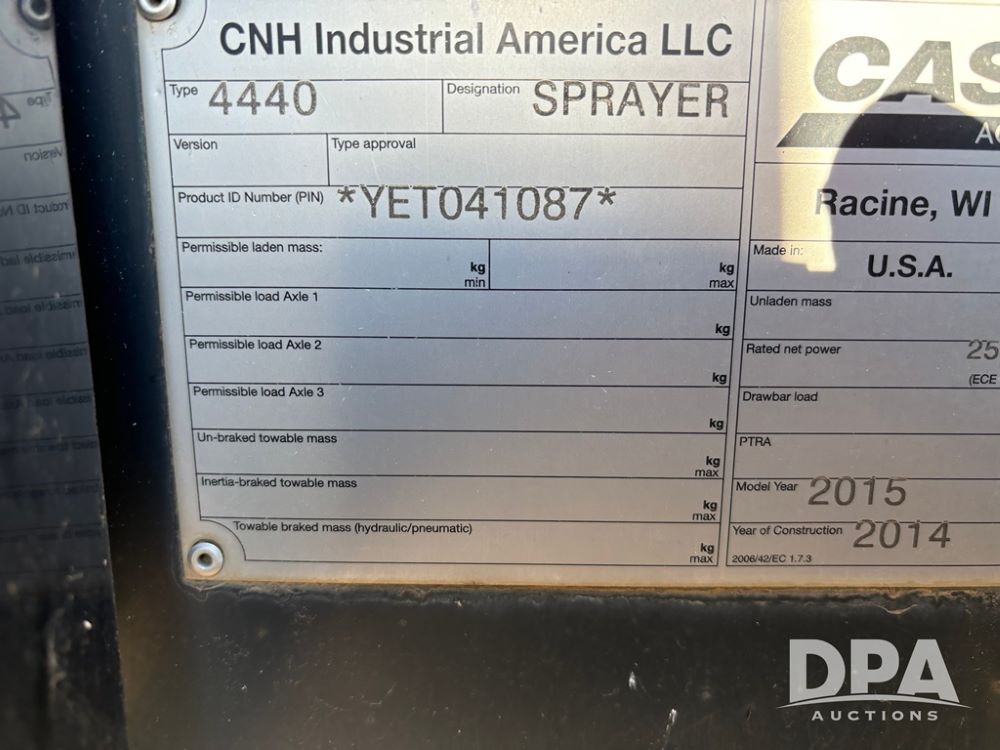 CNH Industrial America LLC
Type 4440 Designation SPRAYER
Version Type approval
Product ID Number (PIN) *YET041087*
Permissible laden mass: kg min kg max
Permissible load Axle 1 kg
Permissible load Axle 2 kg
Permissible load Axle 3 kg
Un-braked towable mass kg max
Inertia-braked towable mass kg max
Towable braked mass (hydraulic/pneumatic) kg max
CAS
Racine, WI
Made in: U.S.A.
Unladen mass
Rated net power 25
(ECE
Drawbar load
PTRA
Model Year 2015
Year of Construction 2014
2006/42/EC 1.7.3
DPA
AUCTIONS